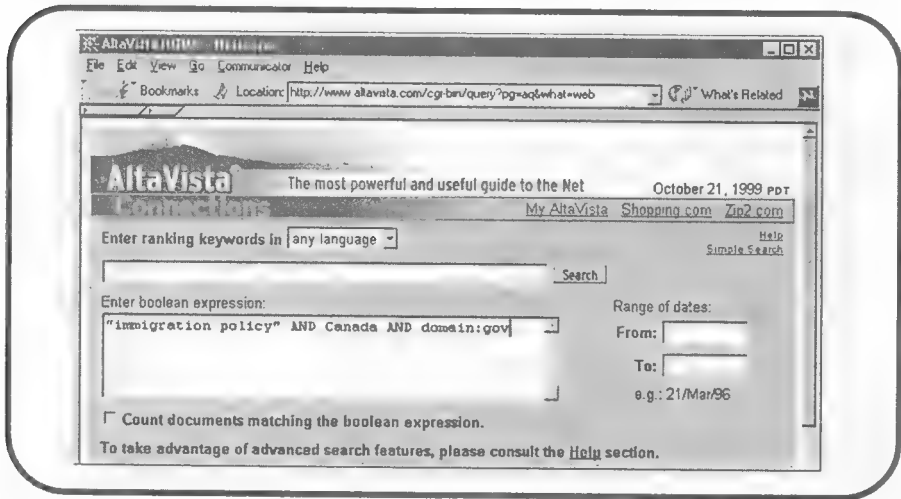 File Edit View Go Communicator Help
Bookmarks Location: http://www.altavista.com/cgi-bin/query?pg=aq&what=web What's Related
AltaVista The most powerful and useful guide to the Net October 21, 1999 PDT
Connections My AltaVista Shopping.com Zip2.com
Enter ranking keywords in any language Help
Simple Search
Search
Enter boolean expression: Range of dates:
"immigration policy" AND Canada AND domain:gov
From:
To:
e.g.: 21/Mar/96
Count documents matching the boolean expression.
To take advantage of advanced search features, please consult the Help section.